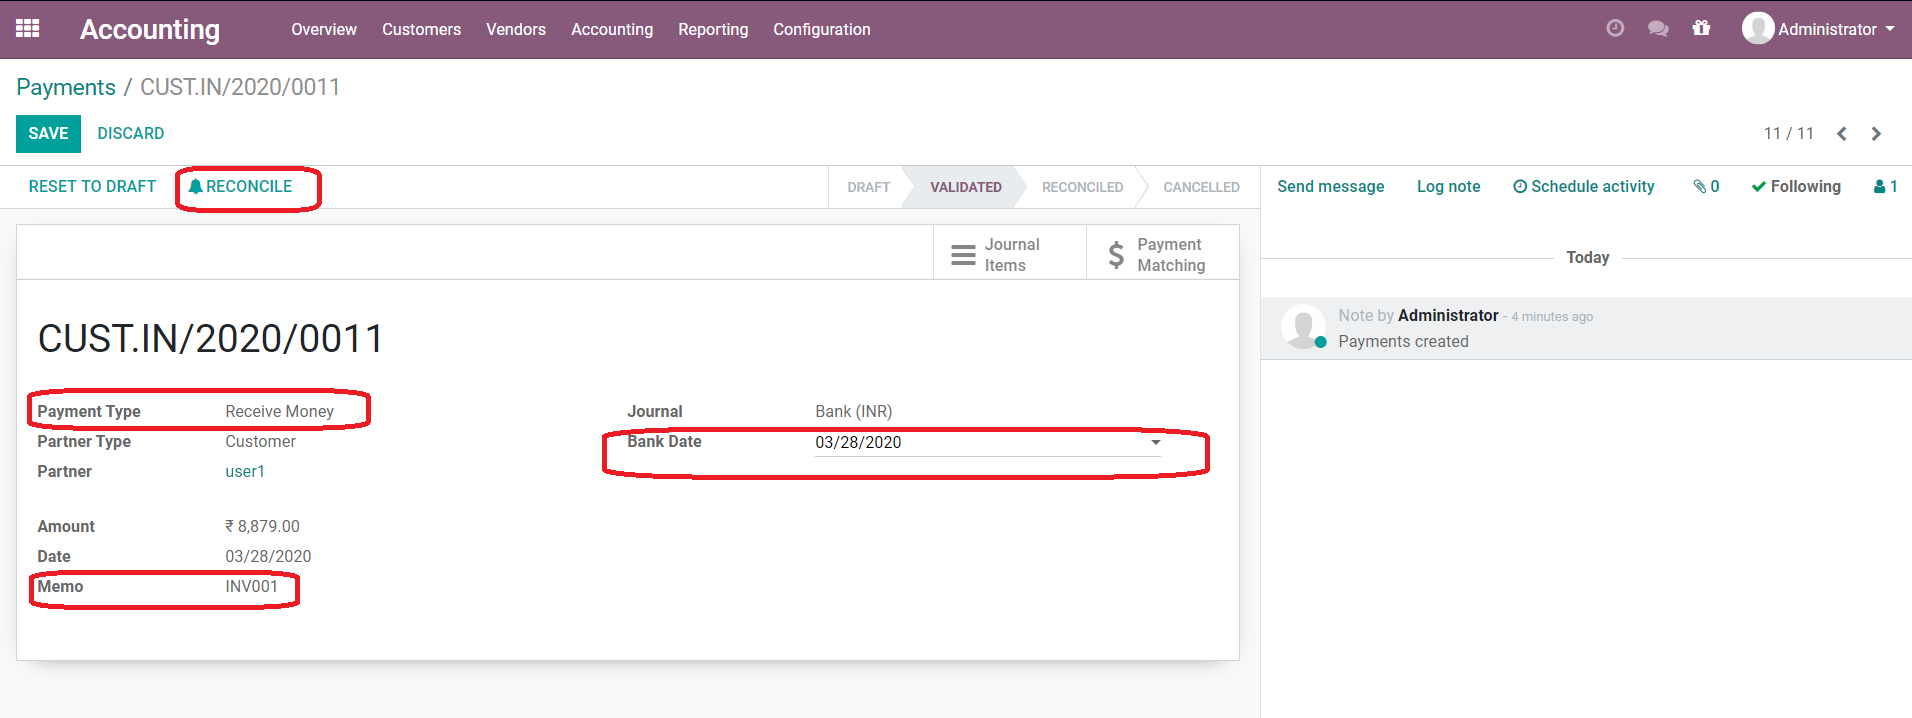 Accounting Overview Customers Vendors Accounting Reporting Configuration Administrator
Payments / CUST.IN/2020/0011
SAVE DISCARD 11 / 11
RESET TO DRAFT RECONCILE DRAFT VALIDATED RECONCILED CANCELLED Send message Log note Schedule activity 0 Following 1
Journal
Items
Payment
Matching
Today
CUST.IN/2020/0011
Note by Administrator - 4 minutes ago
Payments created
Payment Type Receive Money
Partner Type Customer
Partner user1
Journal Bank (INR)
Bank Date 03/28/2020
Amount ₹ 8,879.00
Date 03/28/2020
Memo INV001